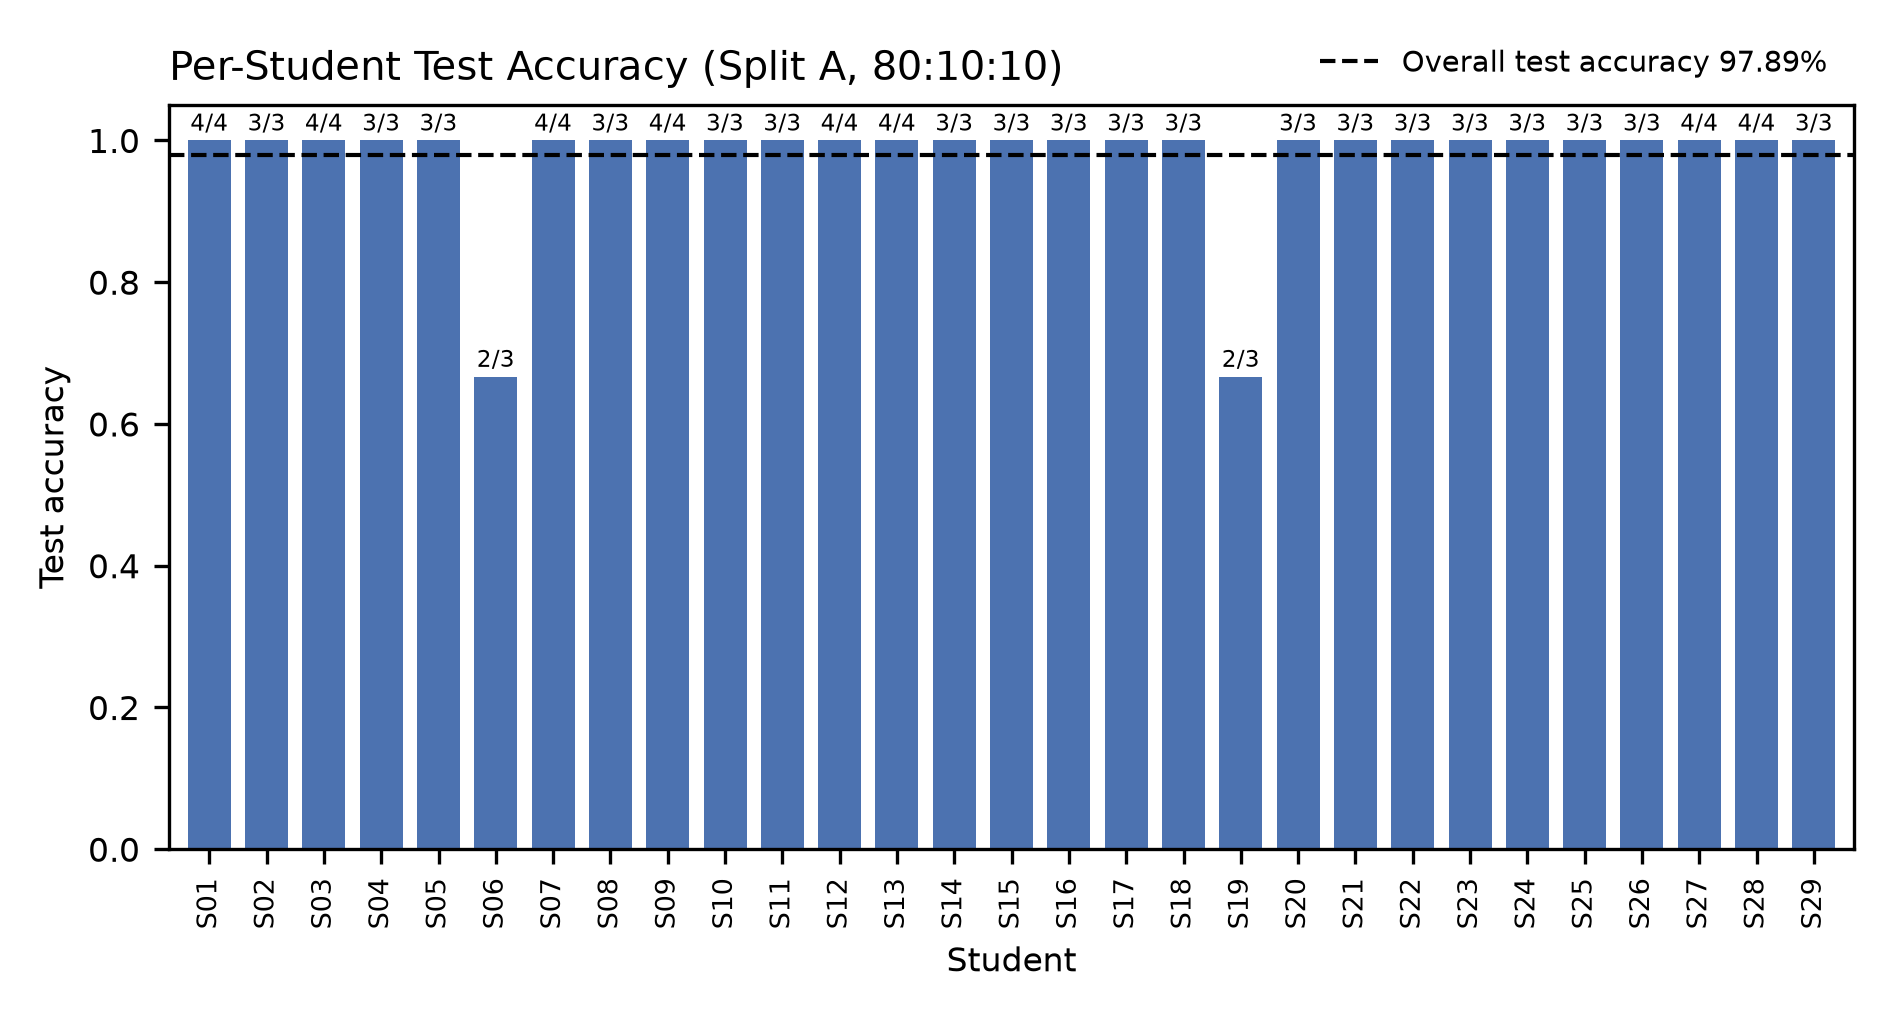 Per-Student Test Accuracy (Split A, 80:10:10)
Overall test accuracy 97.89%
4/4 3/3 4/4 3/3 3/3 4/4 3/3 4/4 3/3 3/3 4/4 4/4 3/3 3/3 3/3 3/3 3/3 3/3 3/3 3/3 3/3 3/3 3/3 3/3 4/4 4/4 3/3
2/3 2/3
1.0
0.8
0.6
0.4
0.2
0.0
Test accuracy
S01 S02 S03 S04 S05 S06 S07 S08 S09 S10 S11 S12 S13 S14 S15 S16 S17 S18 S19 S20 S21 S22 S23 S24 S25 S26 S27 S28 S29
Student